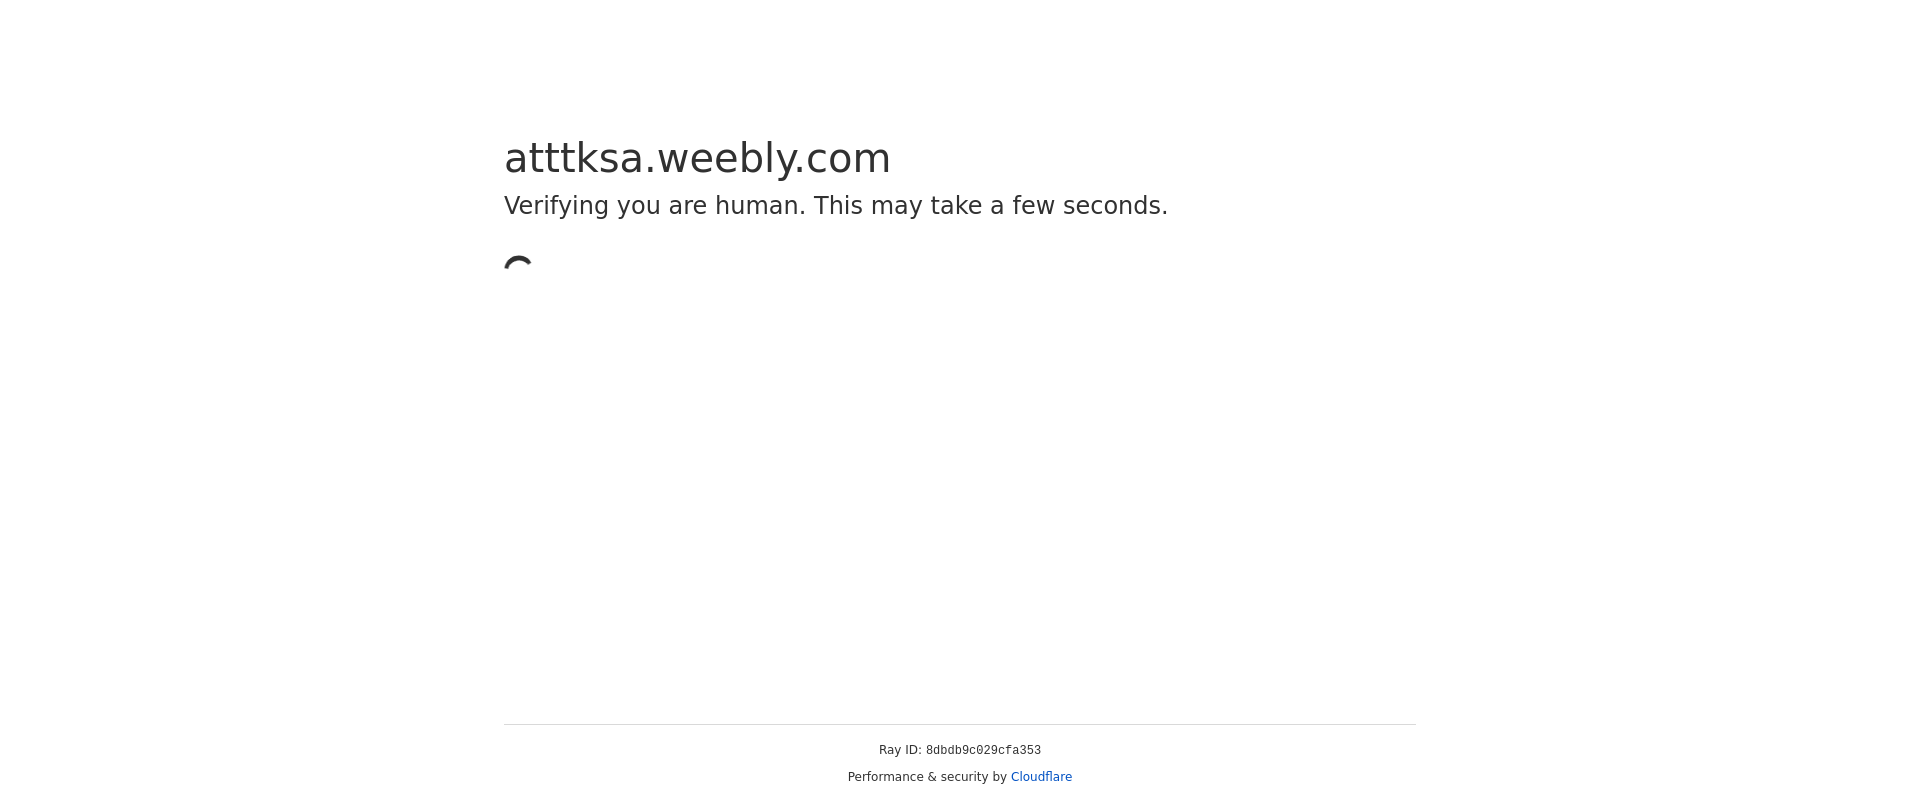 atttksa.weebly.com
Verifying you are human. This may take a few seconds.
Ray ID: 8dbdb9c029cfa353
Performance & security by Cloudflare